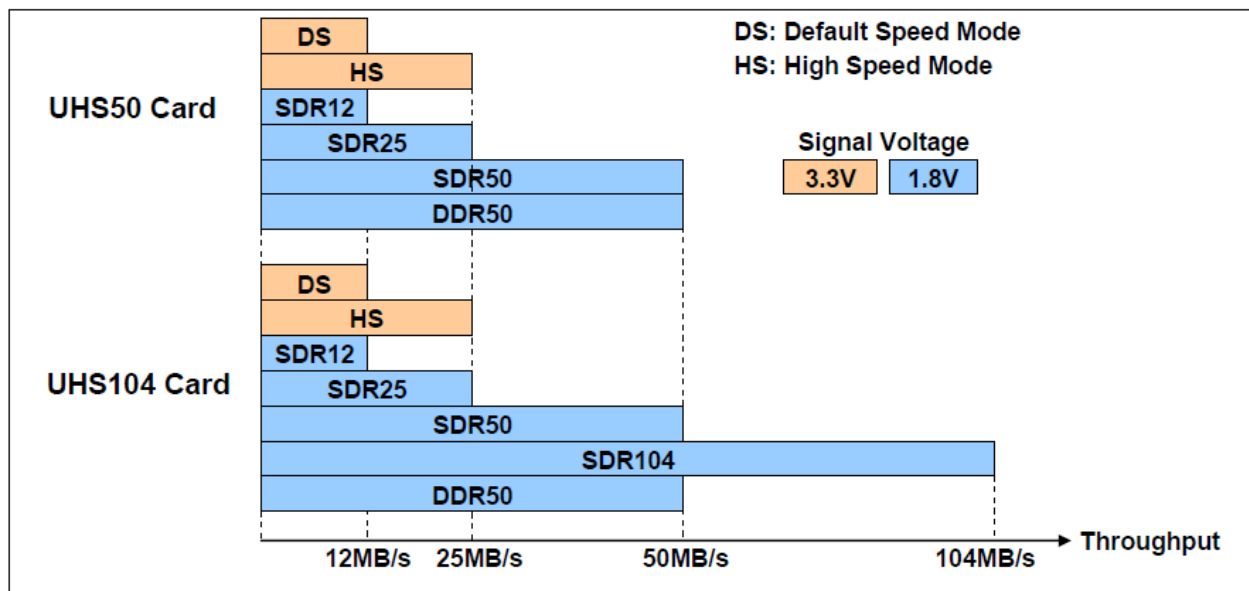 DS: Default Speed Mode
HS: High Speed Mode
Signal Voltage
3.3V 1.8V
UHS50 Card
DS
HS
SDR12
SDR25
SDR50
DDR50
UHS104 Card
DS
HS
SDR12
SDR25
SDR50
SDR104
DDR50
12MB/s 25MB/s 50MB/s 104MB/s
Throughput